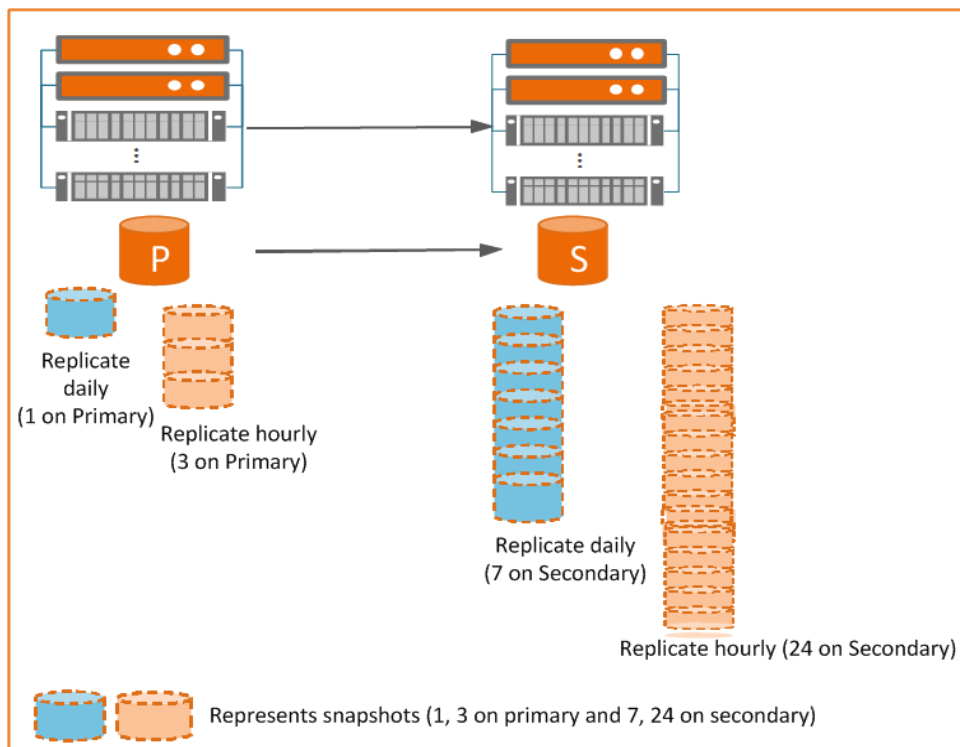 P
S
Replicate
daily
(1 on Primary)
Replicate hourly
(3 on Primary)
Replicate daily
(7 on Secondary)
Replicate hourly (24 on Secondary)
Represents snapshots (1, 3 on primary and 7, 24 on secondary)